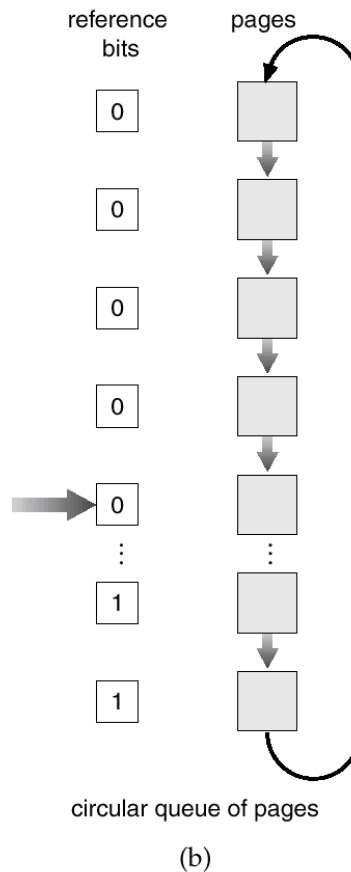 reference pages
bits
0
0
0
0
0
⋮ ⋮
1
1
circular queue of pages
(b)